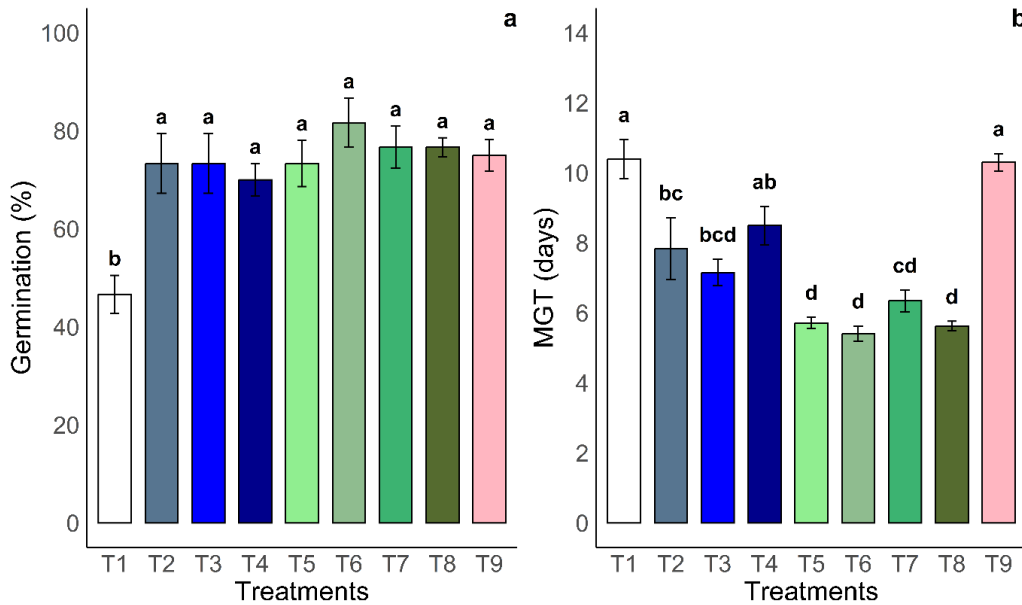 a
Germination (%)
100
80
60
40
20
0
b a a a a a a a a
T1 T2 T3 T4 T5 T6 T7 T8 T9
Treatments
b
MGT (days)
14
12
10
8
6
4
2
0
a bc bcd ab d d cd d a
T1 T2 T3 T4 T5 T6 T7 T8 T9
Treatments